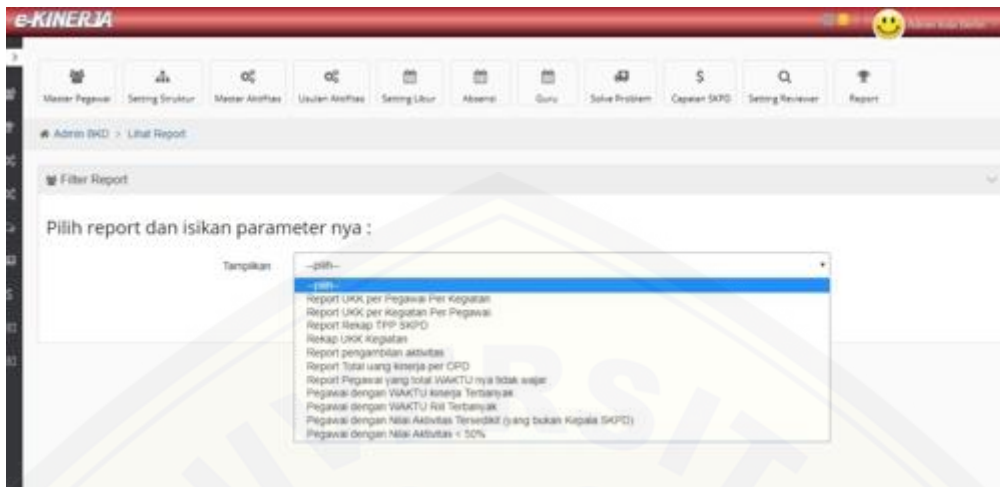 e-KINERJA
Master Pegawai Setting Struktur Master Aktifitas Usulan Aktifitas Setting Libur Absensi Guru Solve Problem Capaian SKPD Setting Reviewer Report
Admin BKD > Lihat Report
Filter Report
Pilih report dan isikan parameter nya :
Tampilkan --pilih--
--pilih--
Report UKK per Pegawai Per Kegiatan
Report UKK per Kegiatan Per Pegawai
Report Rekap TPP SKPD
Rekap UKK Kegiatan
Report pengambilan aktivitas
Report Total uang kinerja per OPD
Report Pegawai yang total WAKTU nya tidak wajar
Pegawai dengan WAKTU kinerja Terbanyak
Pegawai dengan WAKTU Riil Terbanyak
Pegawai dengan Nilai Aktivitas Tersedikit (yang bukan Kepala SKPD)
Pegawai dengan Nilai Aktivitas < 50%